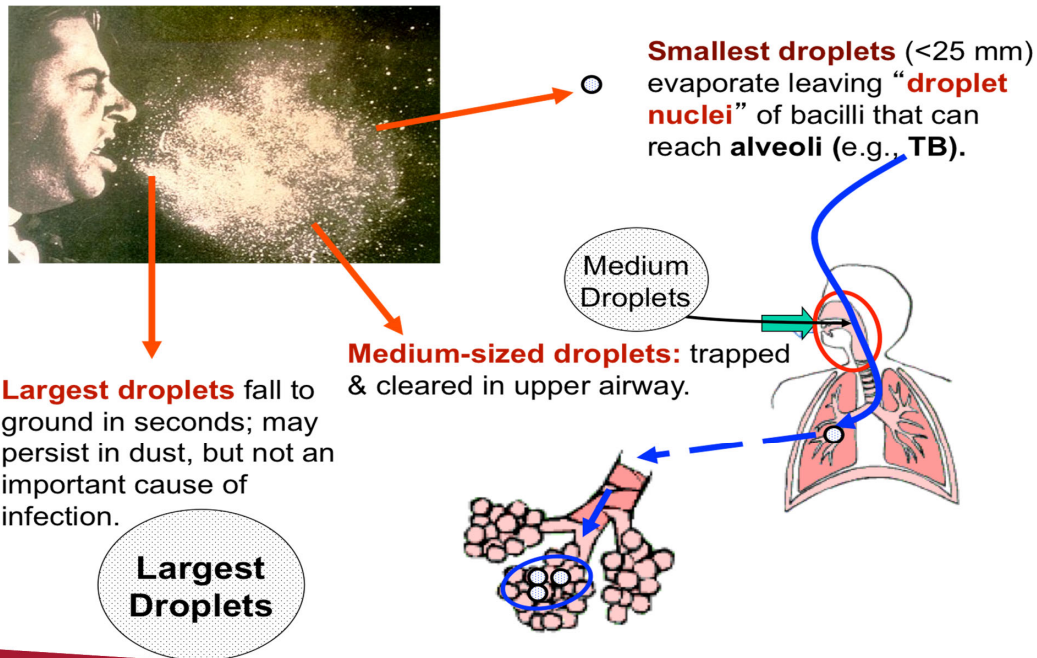 Smallest droplets (<25 mm)
evaporate leaving “droplet
nuclei” of bacilli that can
reach alveoli (e.g., TB).
Medium
Droplets
Medium-sized droplets: trapped
& cleared in upper airway.
Largest droplets fall to
ground in seconds; may
persist in dust, but not an
important cause of
infection.
Largest
Droplets